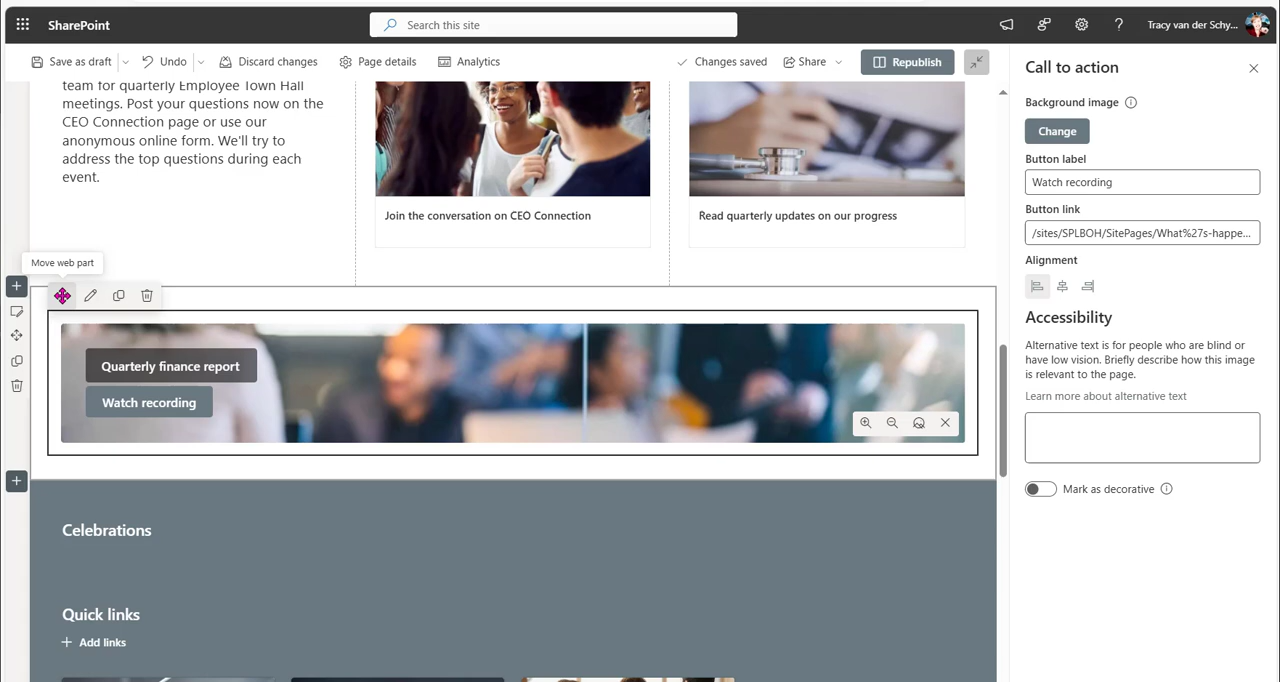 SharePoint
Search this site
Tracy van der Schy...
Save as draft
Undo
Discard changes
Page details
Analytics
Changes saved
Share
Republish
team for quarterly Employee Town Hall
meetings. Post your questions now on the
CEO Connection page or use our
anonymous online form. We'll try to
address the top questions during each
event.
Join the conversation on CEO Connection
Read quarterly updates on our progress
Move web part
Quarterly finance report
Watch recording
Celebrations
Quick links
Add links
Call to action
Background image
Change
Button label
Watch recording
Button link
/sites/SPLBOH/SitePages/What%27s-happe...
Alignment
Accessibility
Alternative text is for people who are blind or
have low vision. Briefly describe how this image
is relevant to the page.
Learn more about alternative text
Mark as decorative